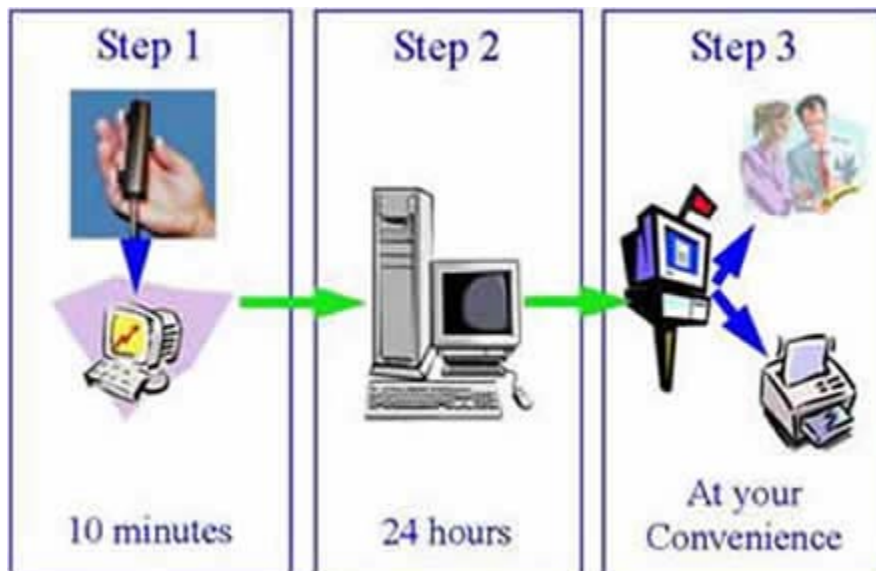 Step 1
Step 2
Step 3
10 minutes
24 hours
At your
Convenience